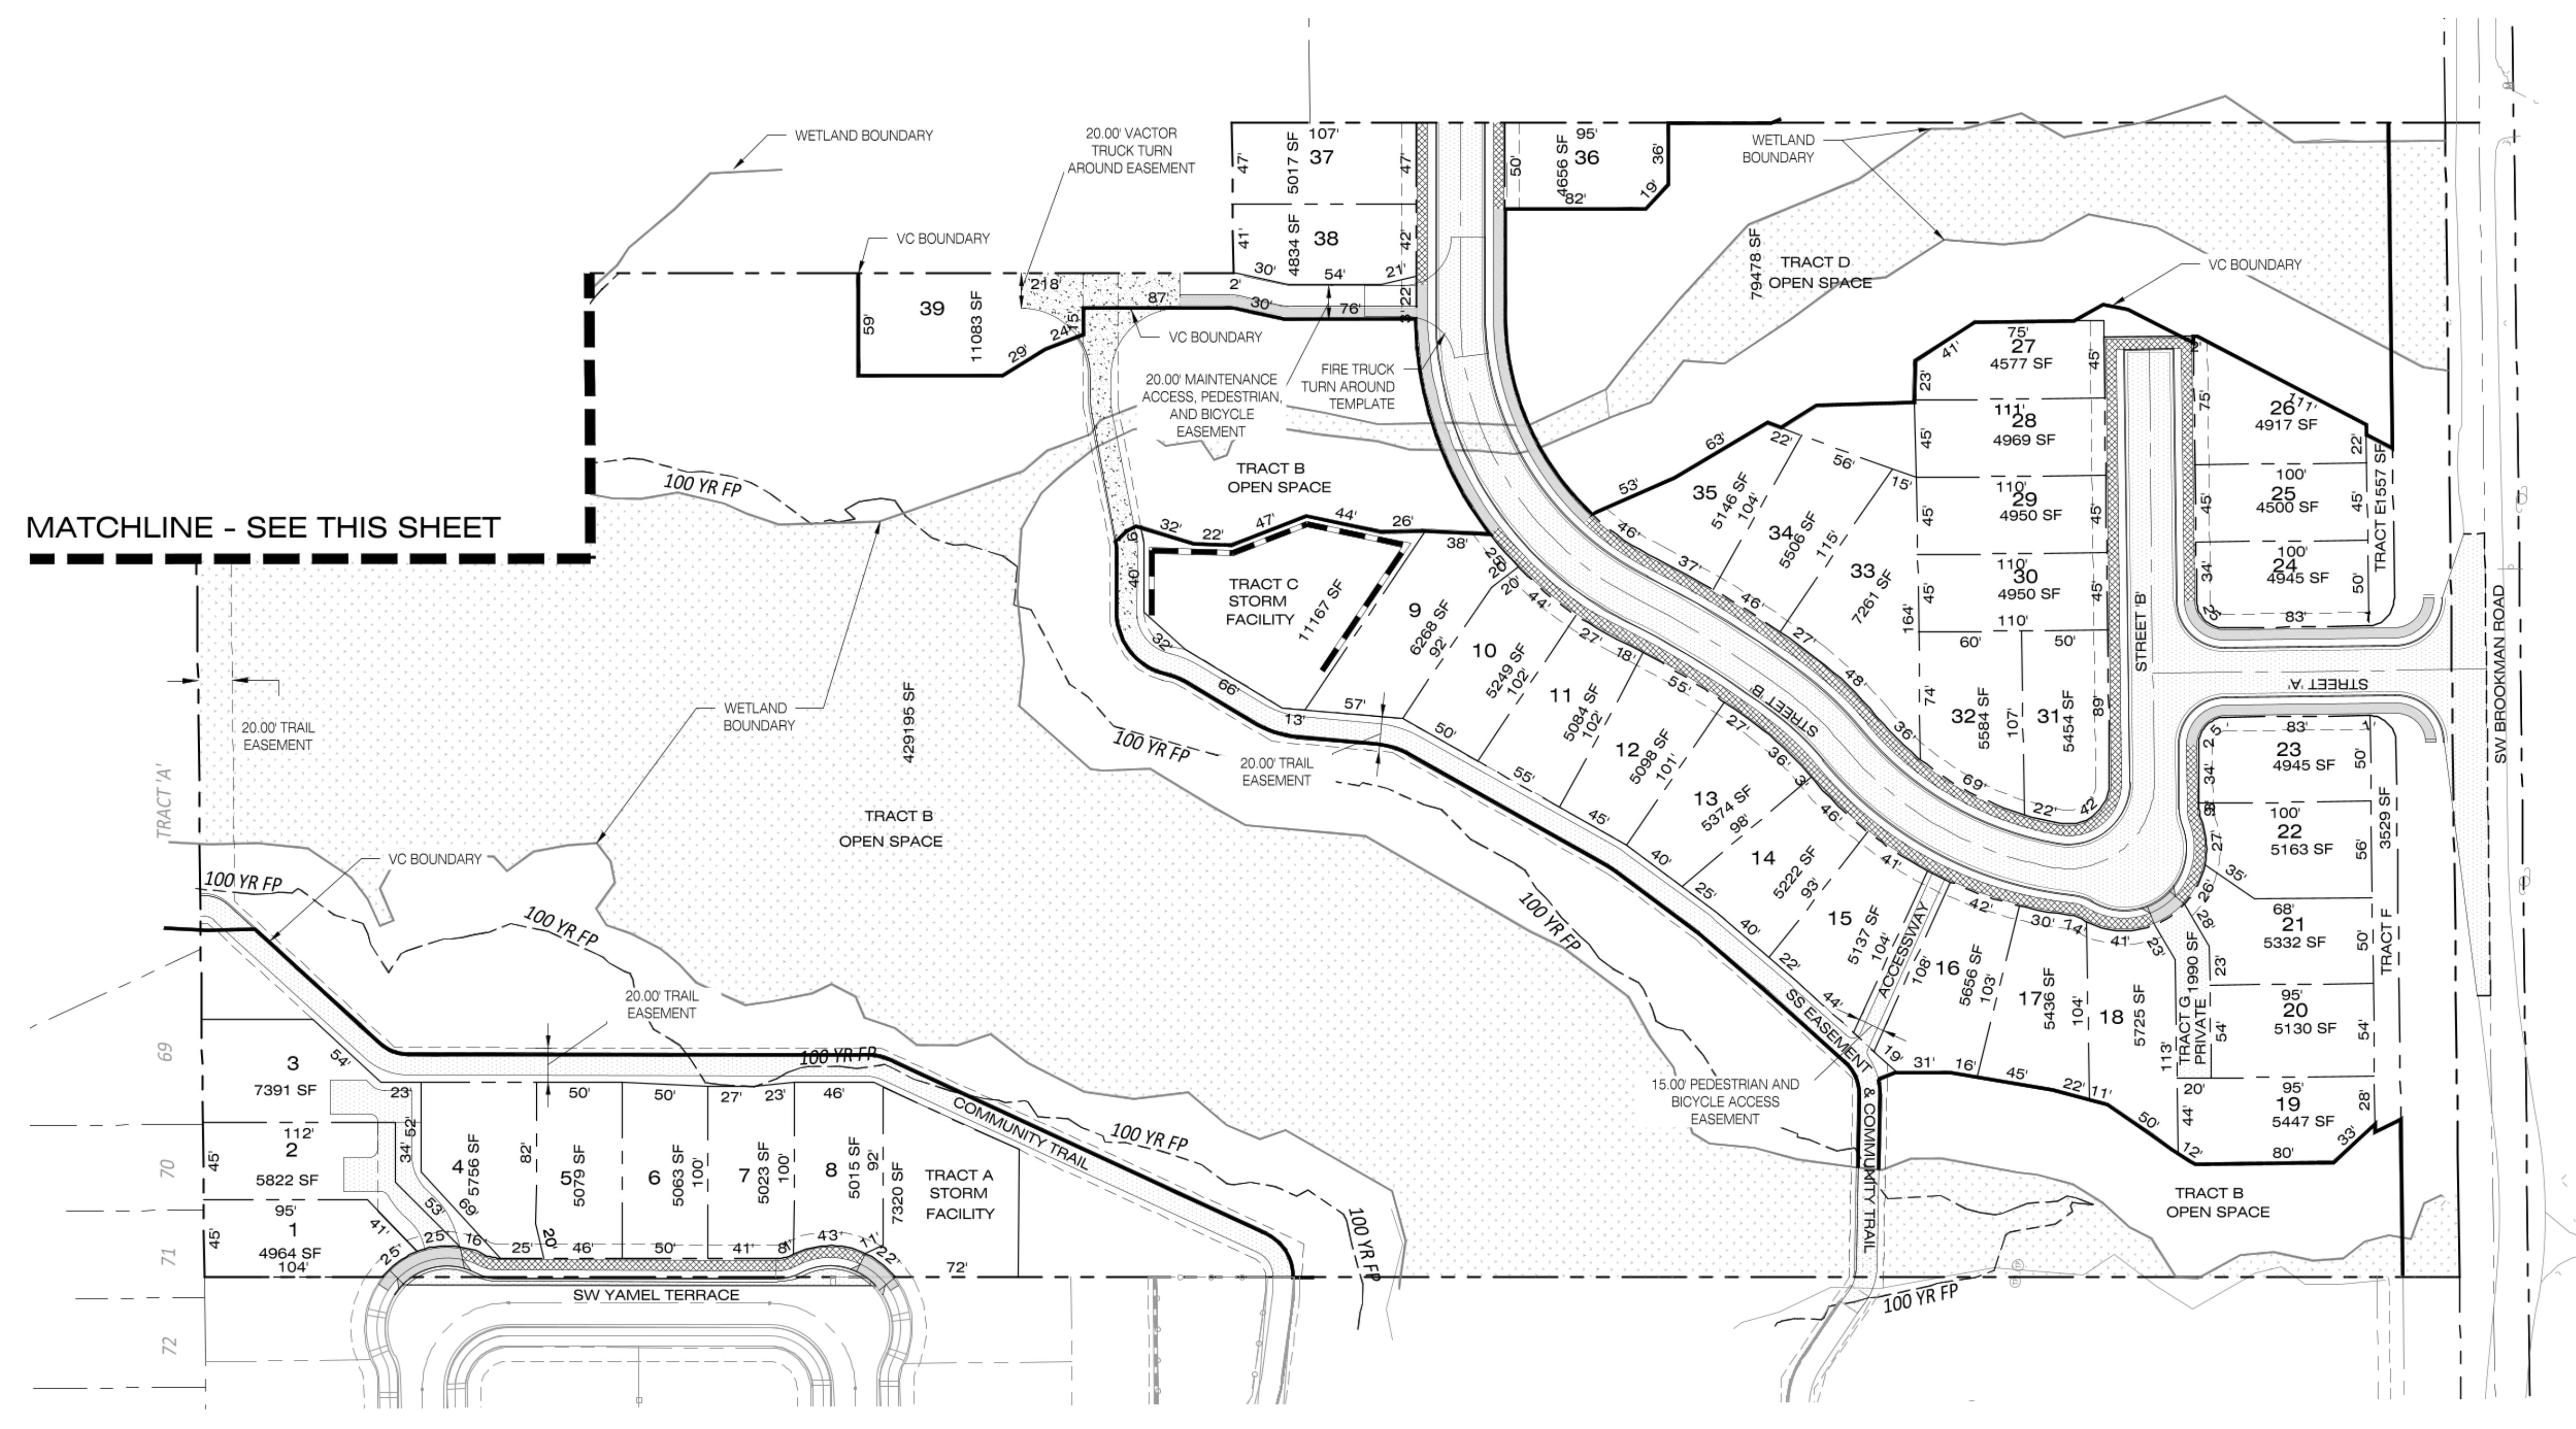 WETLAND BOUNDARY
20.00' VACTOR
TRUCK TURN
AROUND EASEMENT
VC BOUNDARY
107'
37
5017 SF
47'
47'
38
4834 SF
41'
42'
30'
54'
21'
95'
36
4656 SF
50'
82'
19'
36'
WETLAND
BOUNDARY
TRACT D
OPEN SPACE
79478 SF
VC BOUNDARY
39
11083 SF
59'
29'
24'
15'
218'
87'
2'
30'
76'
22'
VC BOUNDARY
20.00' MAINTENANCE
ACCESS, PEDESTRIAN,
AND BICYCLE
EASEMENT
FIRE TRUCK
TURN AROUND
TEMPLATE
TRACT B
OPEN SPACE
MATCHLINE - SEE THIS SHEET
100 YR FP
TRACT C
STORM
FACILITY
11167 SF
6'
40'
32'
22'
47'
44'
26'
38'
32'
66'
13'
57'
9
6268 SF
92'
25'
20'
20'
44'
10
5249 SF
102'
50'
27'
18'
11
5084 SF
102'
55'
55'
12
5098 SF
101'
45'
27'
36'
3'
13
5374 SF
98'
40'
25'
46'
14
5222 SF
93'
40'
41'
15
5137 SF
104'
22'
44'
ACCESSWAY
108'
16
5656 SF
103'
42'
19'
31'
16'
17
5436 SF
104'
30'
14'
45'
22'
18
5725 SF
113'
41'
23'
11'
50'
12'
TRACT G
PRIVATE
1990 SF
28'
23'
54'
20'
35
5146 SF
104'
53'
63'
22'
46'
37'
34
5506 SF
115'
56'
46'
33
7261 SF
15'
164'
27'
48'
36'
75'
27
4577 SF
41'
23'
45'
111'
28
4969 SF
45'
110'
29
4950 SF
45'
45'
110'
30
4950 SF
45'
45'
110'
60'
50'
32
5584 SF
74'
107'
69'
31
5454 SF
89'
22'
42'
STREET B
STREET 'B'
STREET 'A'
26
111'
4917 SF
75'
22'
100'
25
4500 SF
45'
45'
100'
24
4945 SF
34'
50'
25'
83'
TRACT E
1557 SF
83'
1'
23
4945 SF
34'
50'
100'
22
5163 SF
27'
56'
35'
26'
68'
21
5332 SF
50'
95'
20
5130 SF
54'
95'
19
5447 SF
44'
28'
80'
33'
TRACT F
3529 SF
SW BROOKMAN ROAD
20.00' TRAIL
EASEMENT
WETLAND
BOUNDARY
429195 SF
TRACT B
OPEN SPACE
100 YR FP
20.00' TRAIL
EASEMENT
TRACT 'A'
VC BOUNDARY
100 YR FP
100 YR FP
100 YR FP
20.00' TRAIL
EASEMENT
100 YR FP
SS EASEMENT
& COMMUNITY TRAIL
15.00' PEDESTRIAN AND
BICYCLE ACCESS
EASEMENT
TRACT B
OPEN SPACE
69
70
71
72
3
7391 SF
54'
23'
112'
2
5822 SF
45'
34'
52'
95'
1
4964 SF
104'
45'
41'
53'
69'
25'
25'
16'
4
5756 SF
82'
25'
20'
50'
5
5079 SF
46'
50'
6
5063 SF
100'
50'
27'
7
5023 SF
100'
41'
23'
46'
8
5015 SF
92'
43'
11'
22'
7320 SF
TRACT A
STORM
FACILITY
72'
COMMUNITY TRAIL
100 YR FP
100 YR FP
100 YR FP
SW YAMEL TERRACE